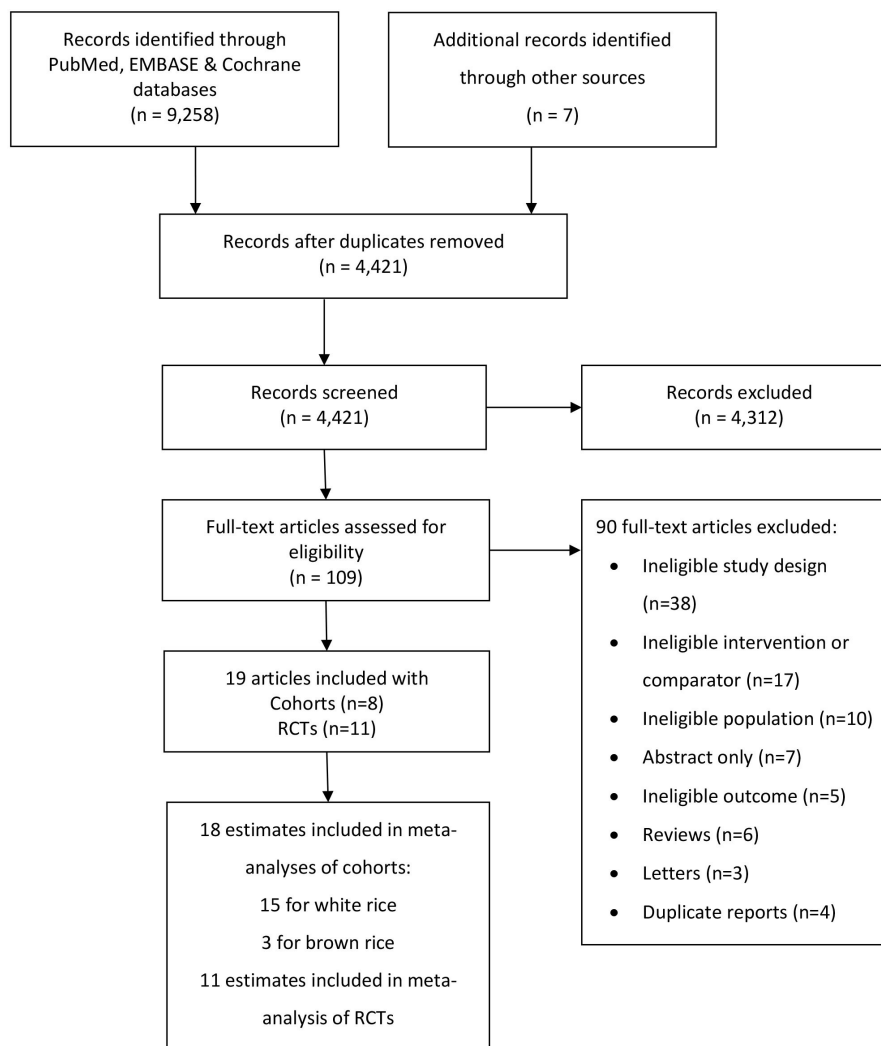 Records identified through
PubMed, EMBASE & Cochrane
databases
(n = 9,258)
Additional records identified
through other sources
(n = 7)
Records after duplicates removed
(n = 4,421)
Records screened
(n = 4,421)
Records excluded
(n = 4,312)
Full-text articles assessed for
eligibility
(n = 109)
90 full-text articles excluded:
• Ineligible study design
(n=38)
• Ineligible intervention or
comparator (n=17)
• Ineligible population (n=10)
• Abstract only (n=7)
• Ineligible outcome (n=5)
• Reviews (n=6)
• Letters (n=3)
• Duplicate reports (n=4)
19 articles included with
Cohorts (n=8)
RCTs (n=11)
18 estimates included in meta-
analyses of cohorts:
15 for white rice
3 for brown rice
11 estimates included in meta-
analysis of RCTs